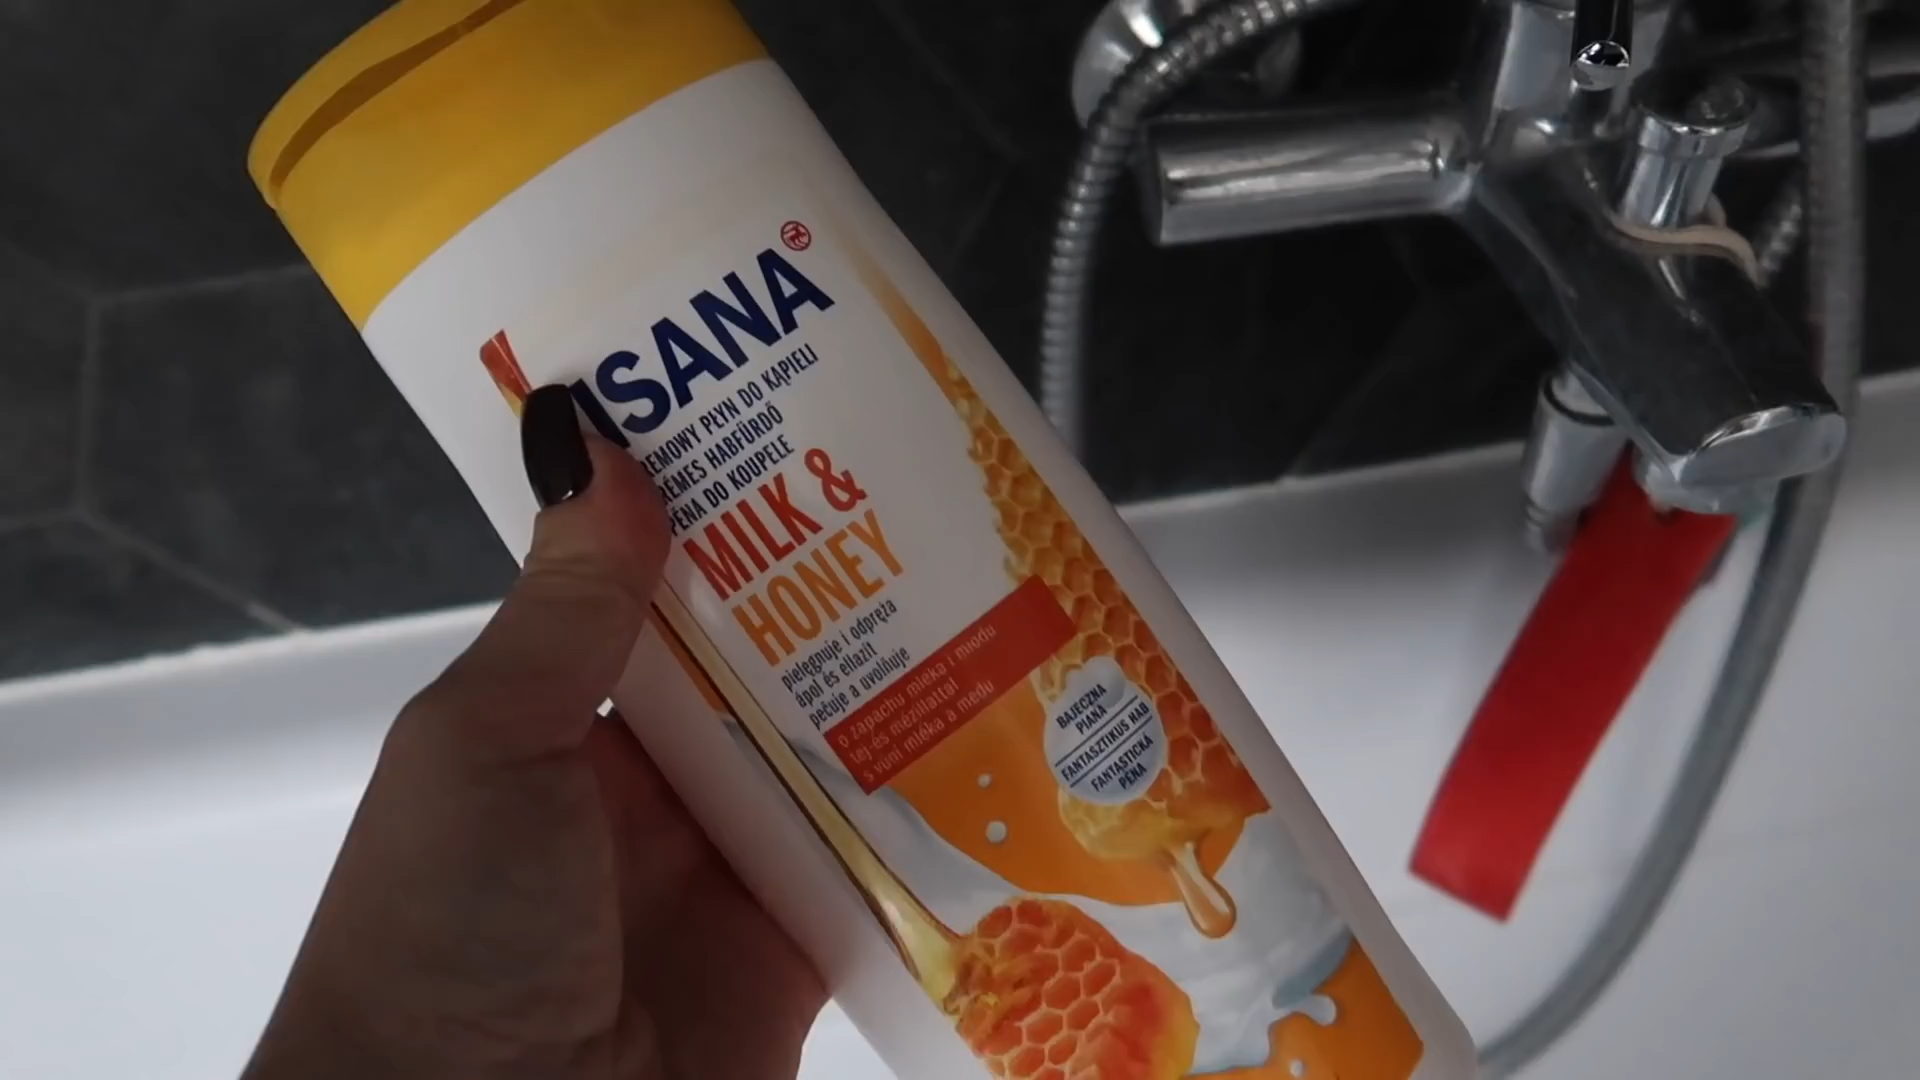 ISANA
KREMOWY PŁYN DO KĄPIELI
KRÉMES HABFÜRDŐ
PĚNA DO KOUPELE
MILK &
HONEY
pielęgnuje i odpręża
ápol és ellazít
pečuje a uvolňuje
o zapachu mleka i miodu
tej-és mézillattal
s vůní mléka a medu
BAJECZNA
PIANA
FANTASZTIKUS HAB
FANTASTICKÁ
PĚNA